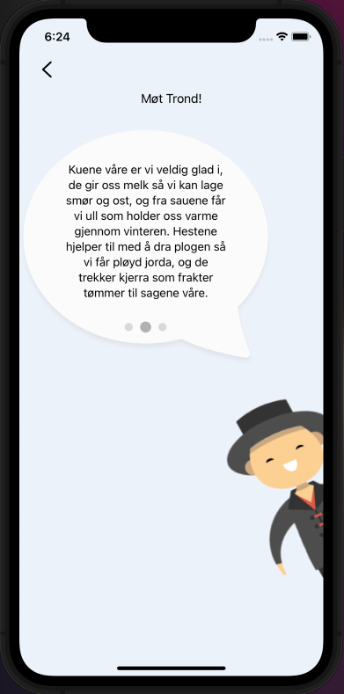 6:24
Møt Trond!
Kuene våre er vi veldig glad i,
de gir oss melk så vi kan lage
smør og ost, og fra sauene får
vi ull som holder oss varme
gjennom vinteren. Hestene
hjelper til med å dra plogen så
vi får pløyd jorda, og de
trekker kjerra som frakter
tømmer til sagene våre.